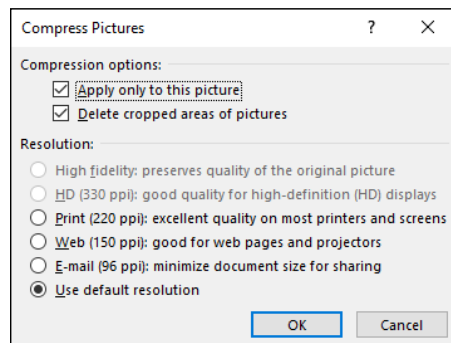 Compress Pictures ?
Compression options:
Apply only to this picture
Delete cropped areas of pictures
Resolution:
High fidelity: preserves quality of the original picture
HD (330 ppi): good quality for high-definition (HD) displays
Print (220 ppi): excellent quality on most printers and screens
Web (150 ppi): good for web pages and projectors
E-mail (96 ppi): minimize document size for sharing
Use default resolution
OK Cancel